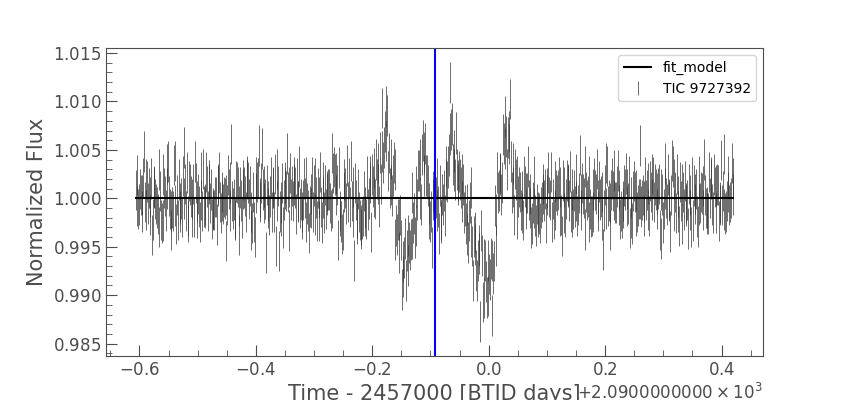 1.015
1.010
1.005
1.000
0.995
0.990
0.985
Normalized Flux
fit_model
TIC 9727392
−0.6 −0.4 −0.2 0.0 0.2 0.4
Time - 2457000 [BTJD days]
+2.0900000000×10³